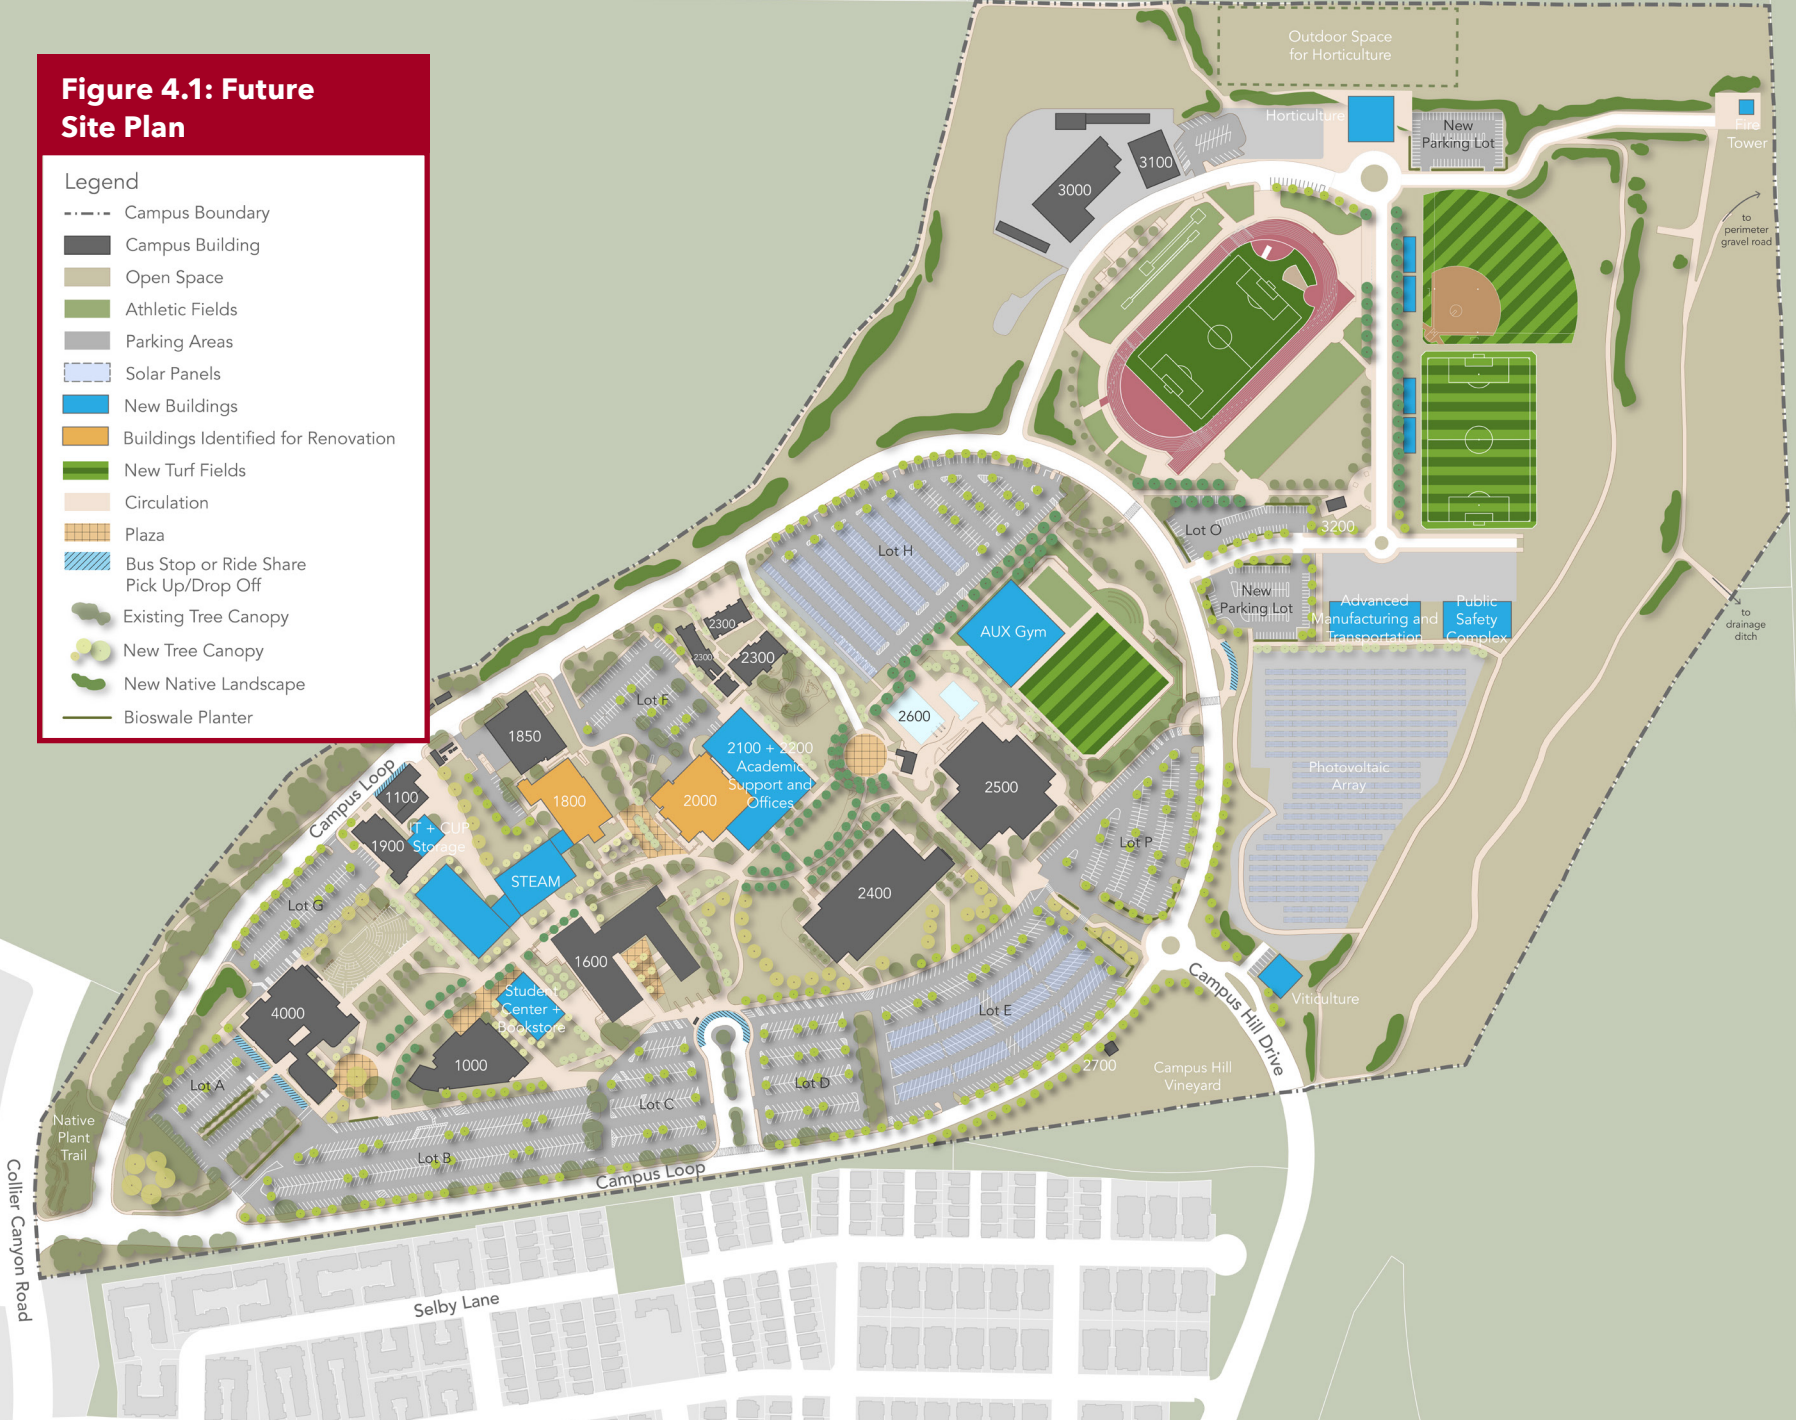 Figure 4.1: Future
Site Plan
Legend
Campus Boundary
Campus Building
Open Space
Athletic Fields
Parking Areas
Solar Panels
New Buildings
Buildings Identified for Renovation
New Turf Fields
Circulation
Plaza
Bus Stop or Ride Share
Pick Up/Drop Off
Existing Tree Canopy
New Tree Canopy
New Native Landscape
Bioswale Planter
Outdoor Space
for Horticulture
Horticulture
New
Parking Lot
Fire
Tower
3100
3000
to
perimeter
gravel road
Lot O
3200
Lot H
New
Parking Lot
Advanced
Manufacturing and
Transportation
Public
Safety
Complex
to
drainage
ditch
2300
2300
2300
AUX Gym
Lot F
2600
1850
2100 + 2200
Academic
Support and
Offices
Photovoltaic
Array
2500
1800
2000
Campus Loop
1100
IT + CUP
Storage
1900
Lot P
STEAM
2400
Lot G
1600
Campus Hill Drive
Viticulture
Student
Center +
Bookstore
4000
Lot E
1000
2700
Campus Hill
Vineyard
Lot A
Lot D
Lot C
Native
Plant
Trail
Lot B
Campus Loop
Collier Canyon Road
Selby Lane